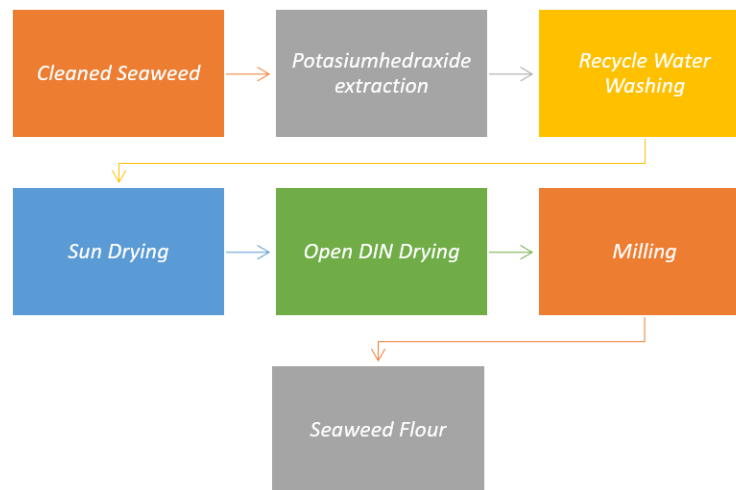 Cleaned Seaweed
Potasiumhedraxide
extraction
Recycle Water
Washing
Sun Drying
Open DIN Drying
Milling
Seaweed Flour